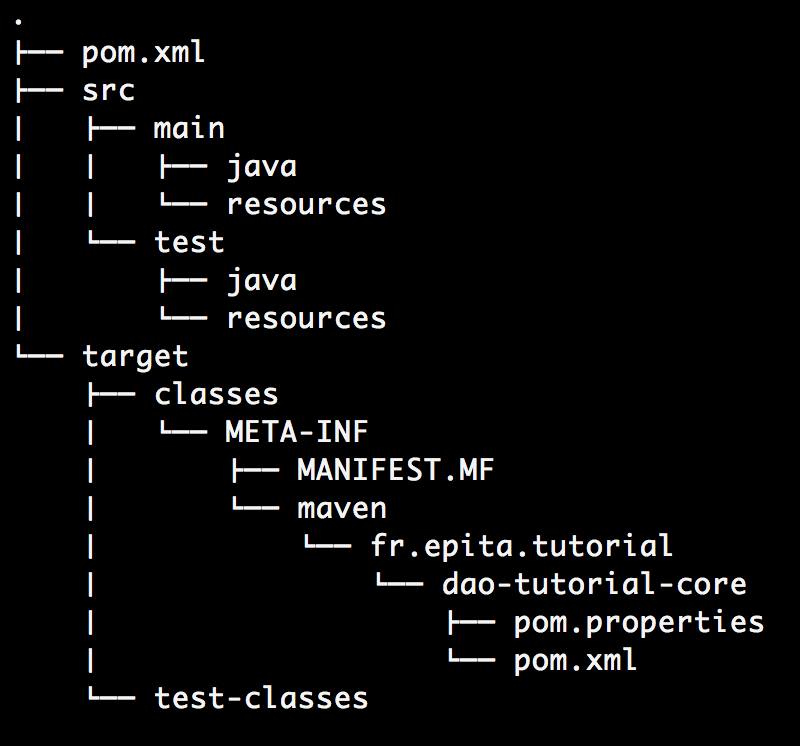 .
├── pom.xml
├── src
│   ├── main
│   │   ├── java
│   │   └── resources
│   └── test
│       ├── java
│       └── resources
└── target
    ├── classes
    │   └── META-INF
    │       ├── MANIFEST.MF
    │       └── maven
    │           └── fr.epita.tutorial
    │               └── dao-tutorial-core
    │                   ├── pom.properties
    │                   └── pom.xml
    └── test-classes